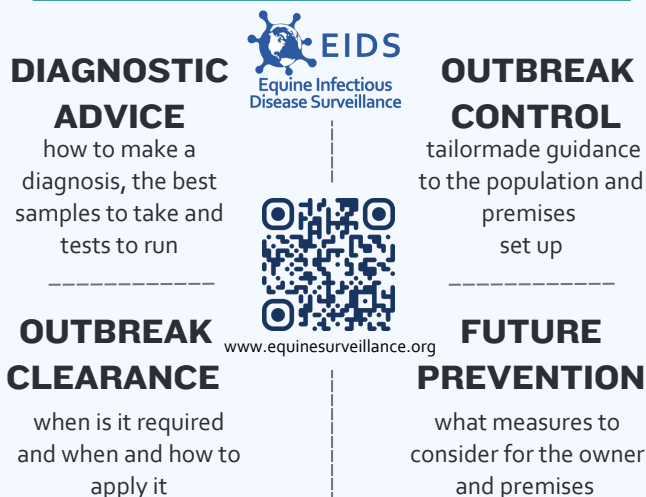 EIDS
Equine Infectious
Disease Surveillance
DIAGNOSTIC
ADVICE
how to make a
diagnosis, the best
samples to take and
tests to run
OUTBREAK
CONTROL
tailormade guidance
to the population and
premises
set up
www.equinesurveillance.org
OUTBREAK
CLEARANCE
when is it required
and when and how to
apply it
FUTURE
PREVENTION
what measures to
consider for the owner
and premises